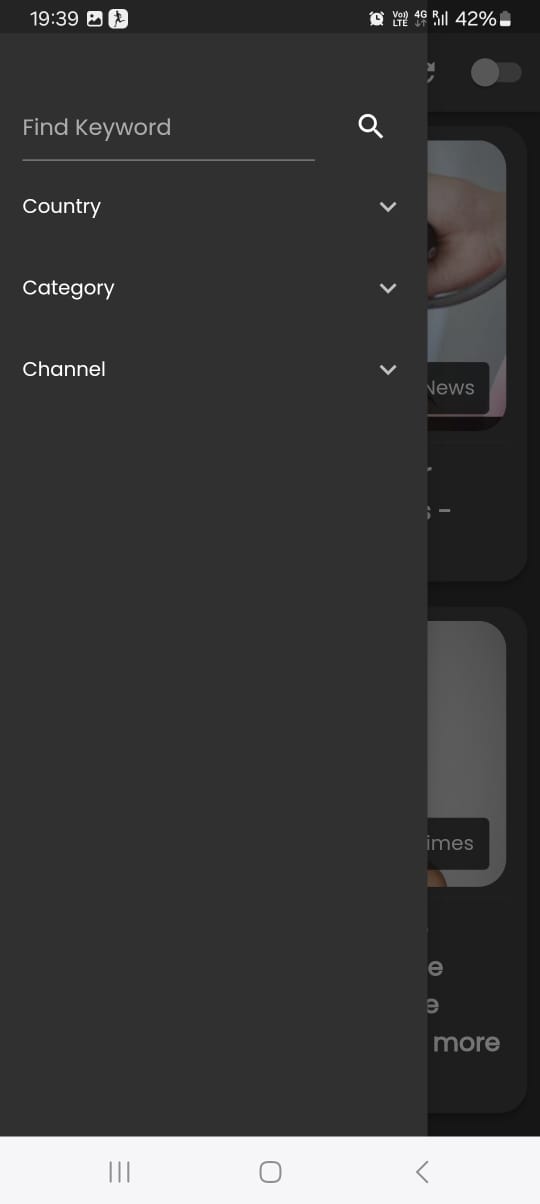 19:39
Vo) 4G R 42%
LTE
Find Keyword
Country
Category
News
Channel
s -
imes
e
e
more